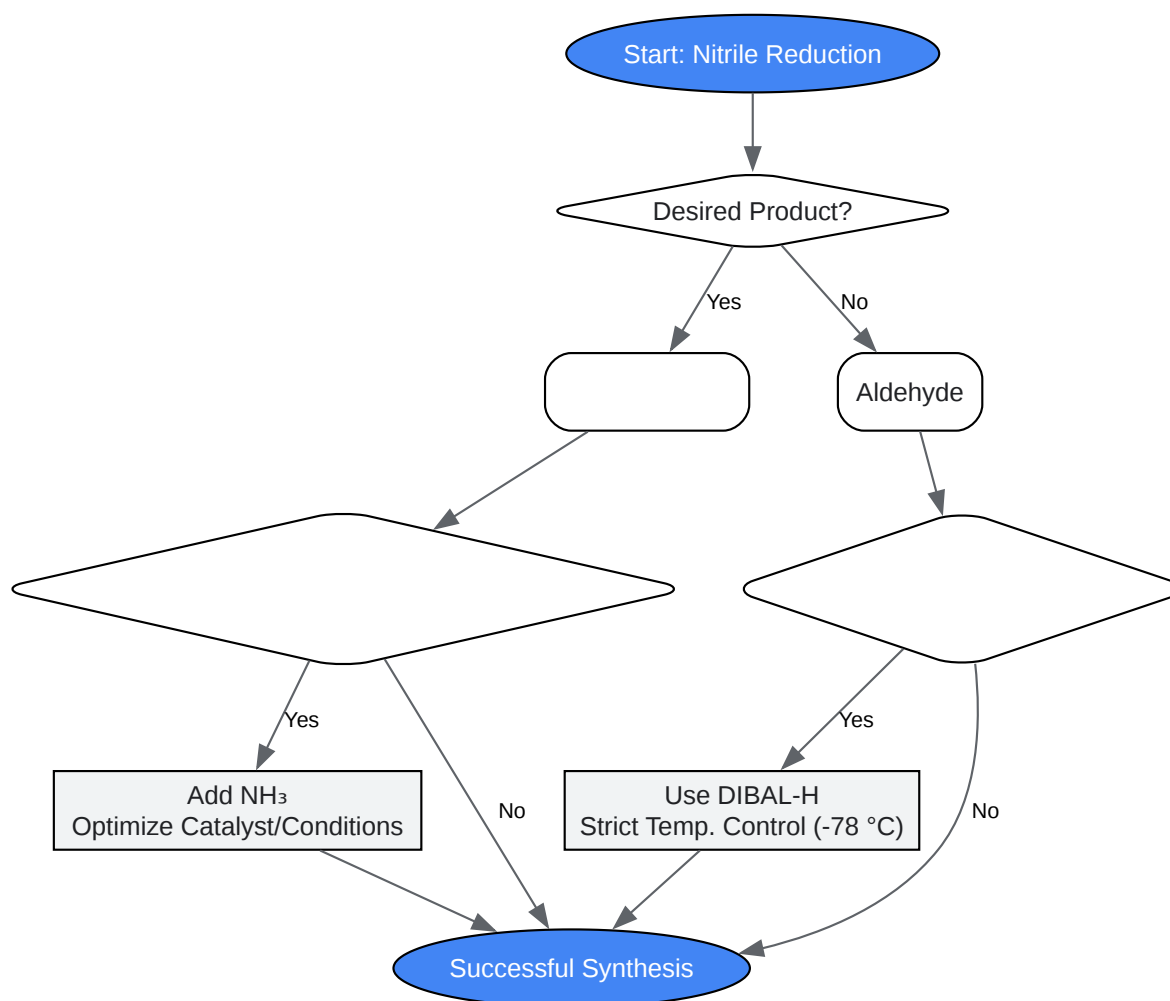 Start: Nitrile Reduction
Desired Product?
Yes
No
Aldehyde
Yes
Yes
Add NH₃
Optimize Catalyst/Conditions
No
Use DIBAL-H
Strict Temp. Control (-78 °C)
No
Successful Synthesis